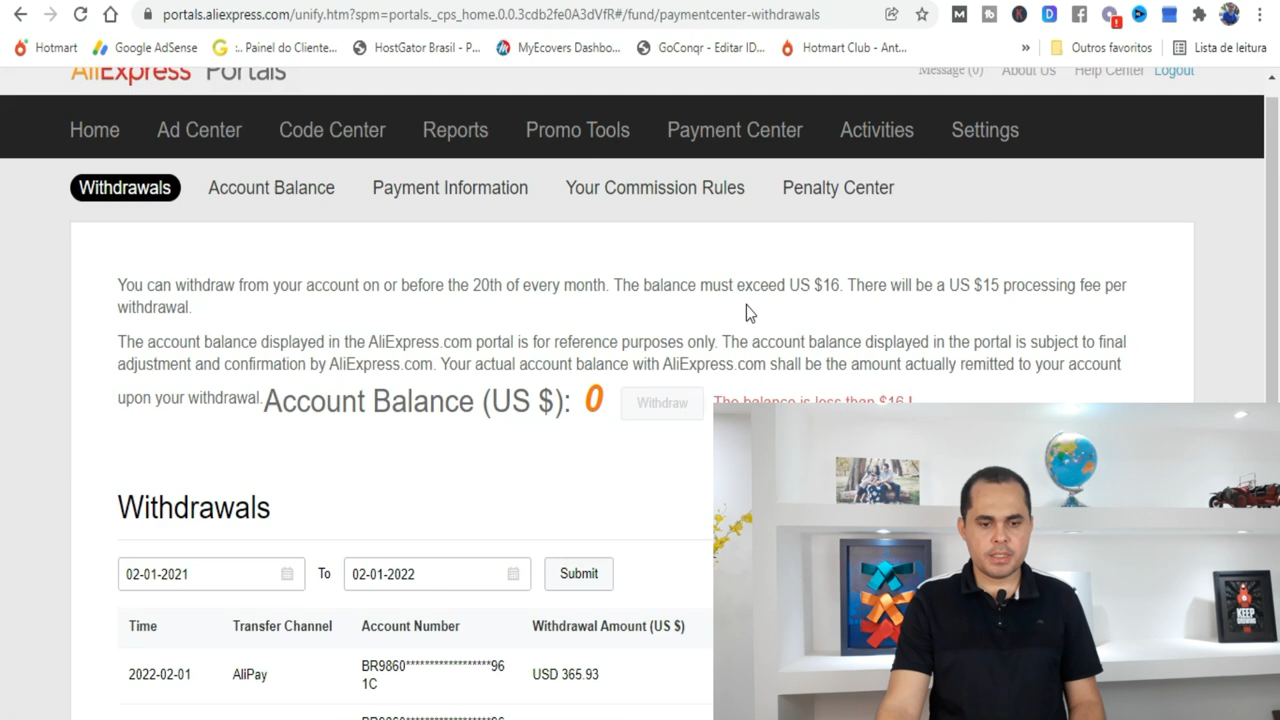 portals.aliexpress.com/unify.htm?spm=portals._cps_home.0.0.3cdb2fe0A3dVfR#/fund/paymentcenter-withdrawals
Hotmart
Google AdSense
:. Painel do Cliente...
HostGator Brasil - P...
MyEcovers Dashbo...
GoConqr - Editar ID...
Hotmart Club - Ant...
»
Outros favoritos
Lista de leitura
AliExpress Portals
Message (0)
About Us
Help Center
Logout
Home
Ad Center
Code Center
Reports
Promo Tools
Payment Center
Activities
Settings
Withdrawals
Account Balance
Payment Information
Your Commission Rules
Penalty Center
You can withdraw from your account on or before the 20th of every month. The balance must exceed US $16. There will be a US $15 processing fee per
withdrawal.
The account balance displayed in the AliExpress.com portal is for reference purposes only. The account balance displayed in the portal is subject to final
adjustment and confirmation by AliExpress.com. Your actual account balance with AliExpress.com shall be the amount actually remitted to your account
upon your withdrawal. Account Balance (US $): 0 Withdraw The balance is less than $16 !
Withdrawals
02-01-2021 To 02-01-2022 Submit
Time Transfer Channel Account Number Withdrawal Amount (US $)
2022-02-01 AliPay BR9860******************96 USD 365.93
1C
KEEP
GROWING